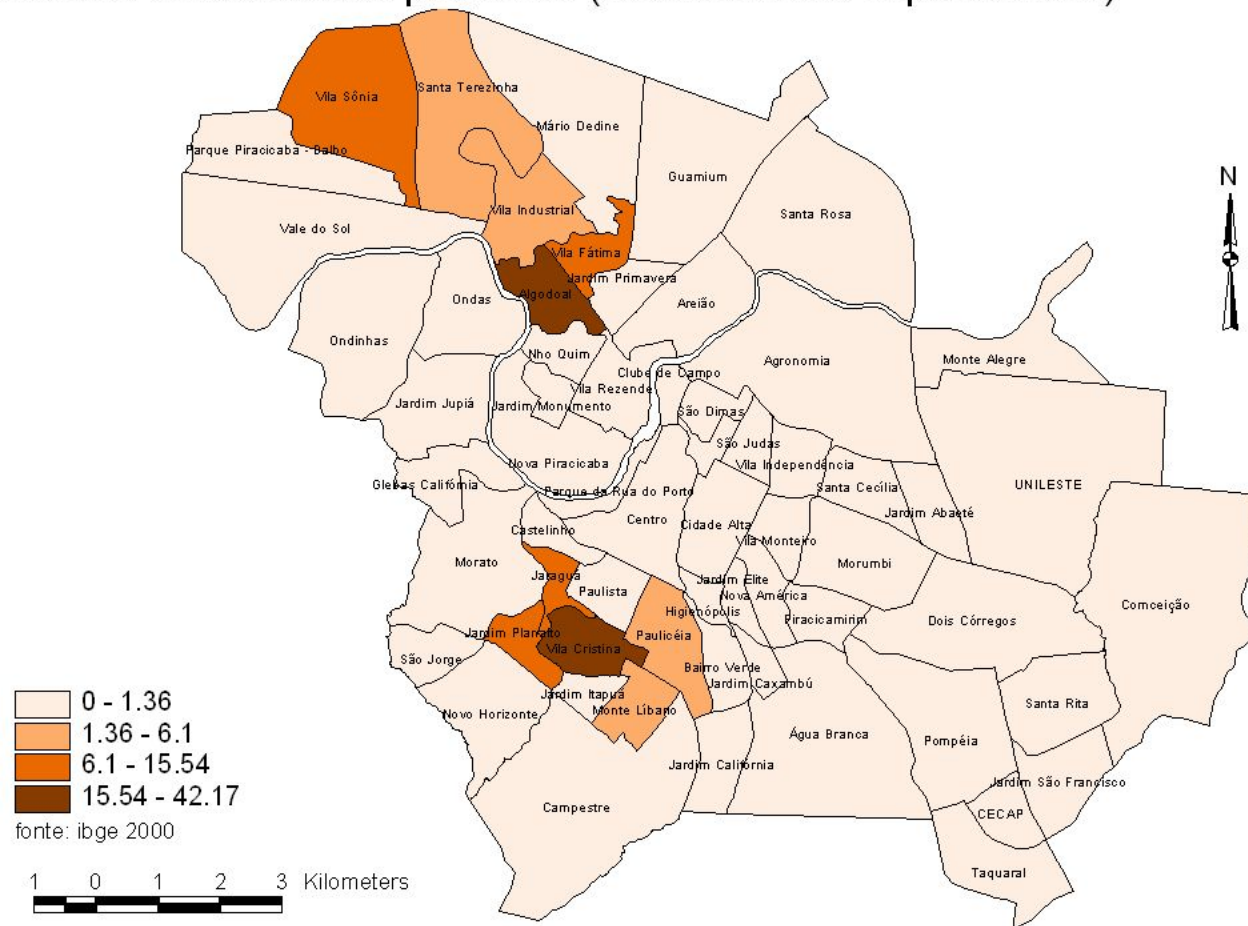 Santa Terezinha
Vila Sônia
Mário Dedine
Parque Piracicaba - Balbo
Guamium
N
Vila Industrial
Santa Rosa
Vale do Sol
Vila Fátima
Jardim Primavera
Algodoal
Ondas
Areião
Ondinhas
Nho Quim
Agronomia
Monte Alegre
Clube de Campo
Vila Rezende
Jardim Jupiá
Jardim Monumento
São Dimas
São Judas
Nova Piracicaba
Vila Independência
Glebas Califórnia
Parque da Rua do Porto
Santa Cecília
UNILESTE
Jardim Abaeté
Centro
Cidade Alta
Castelinho
Vila Monteiro
Morato
Morumbi
Jaraguá
Paulista
Jardim Elite
Nova América
Comceição
Higienópolis
Piracicamirim
Dois Córregos
Jardim Planalto
Paulicéia
Vila Cristina
São Jorge
Bairro Verde
Jardim Caxambú
Jardim Itapuã
Monte Líbano
Santa Rita
Novo Horizonte
Água Branca
Pompéia
Jardim Califórnia
Jardim São Francisco
Campestre
CECAP
Taquaral
0 - 1.36
1.36 - 6.1
6.1 - 15.54
15.54 - 42.17
fonte: ibge 2000
1 0 1 2 3 Kilometers